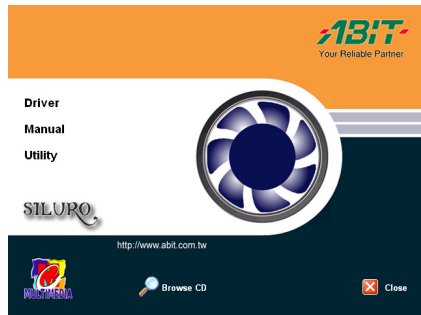 ABIT
Your Reliable Partner
Driver
Manual
Utility
SILURO
http://www.abit.com.tw
MULTIMEDIA
Browse CD
Close